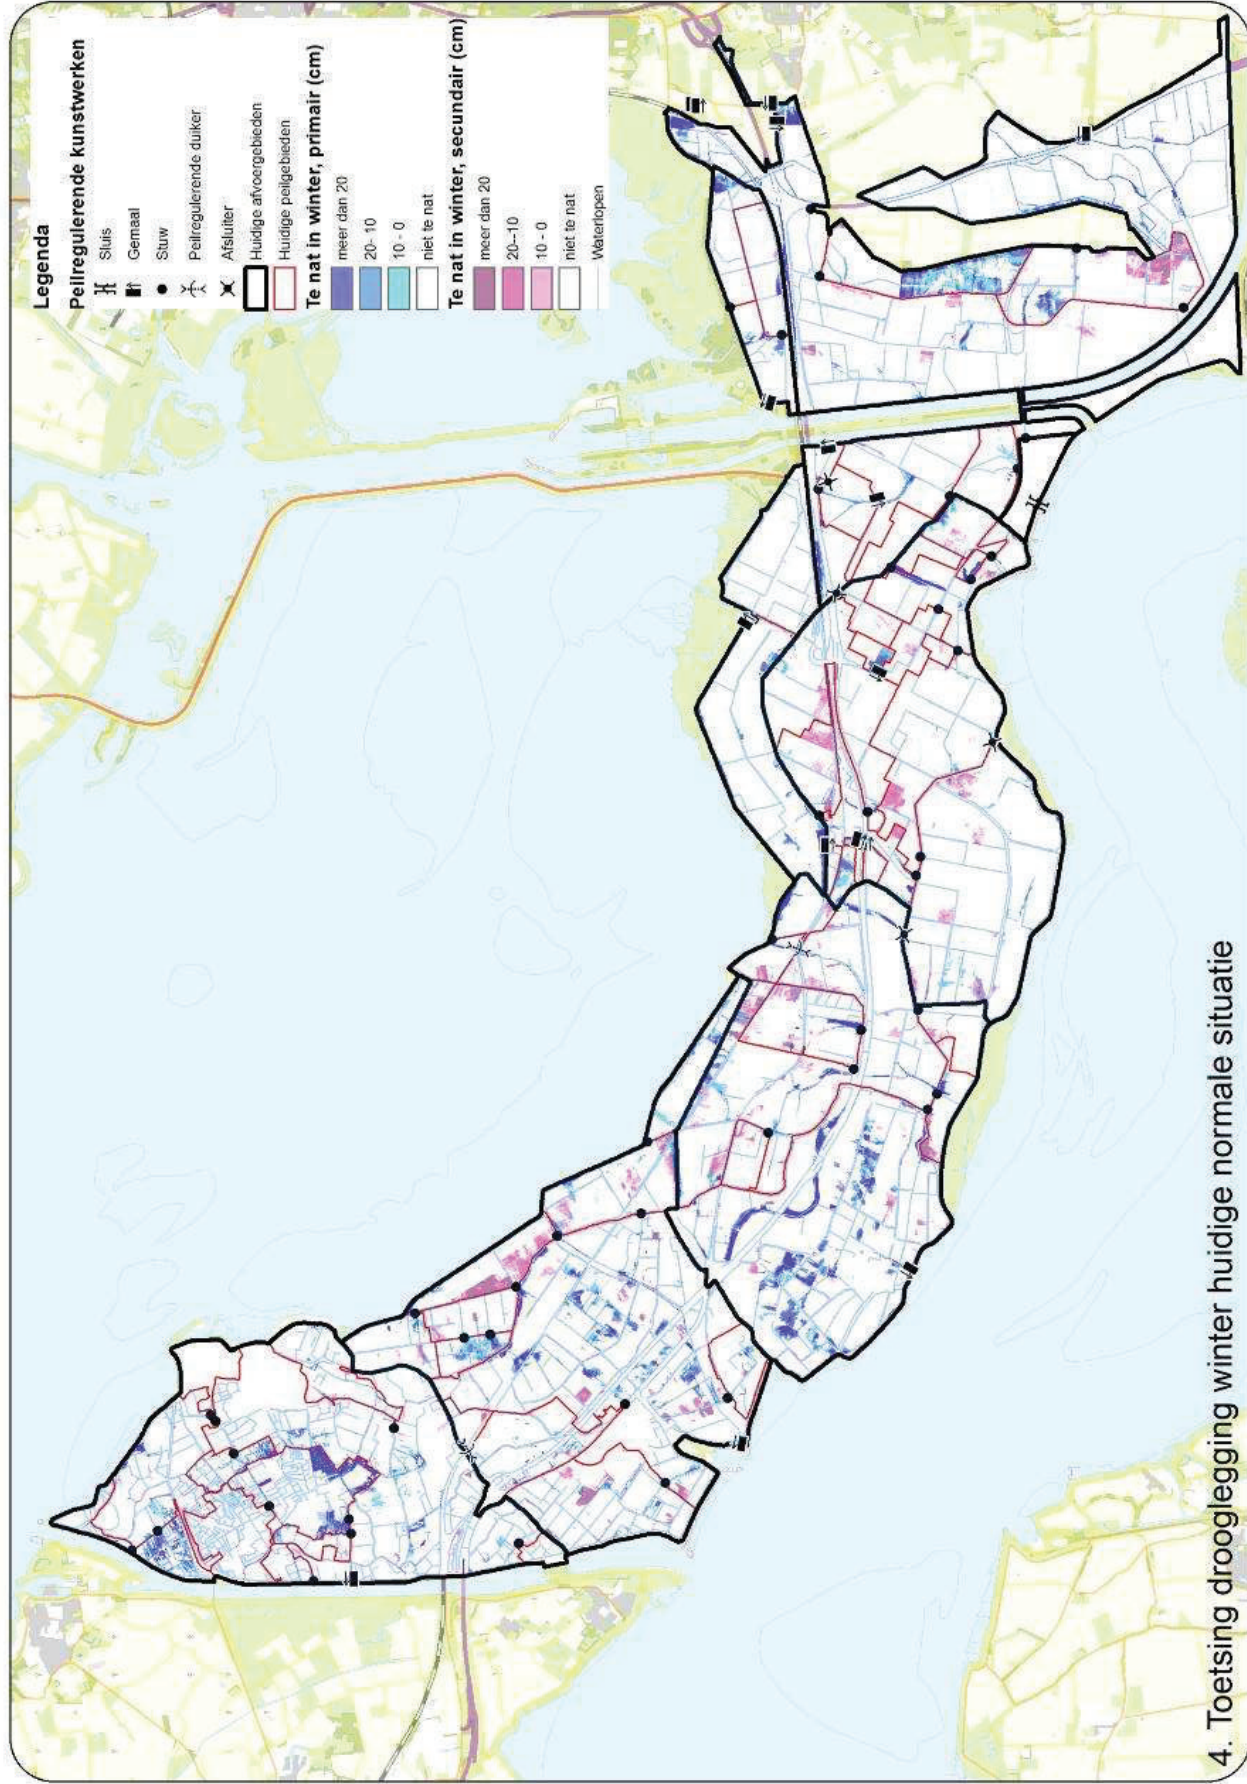 Legenda
Peilregulerende kunstwerken
Sluis
Gemaal
Stuw
Peilregulerende duiker
Afsluiter
Huidige afvoergebieden
Huidige peilgebieden
Te nat in winter, primair (cm)
meer dan 20
20- 10
10 - 0
niet te nat
Te nat in winter, secundair (cm)
meer dan 20
20--10
10 - 0
niet te nat
Waterlopen
4. Toetsing drooglegging winter huidige normale situatie